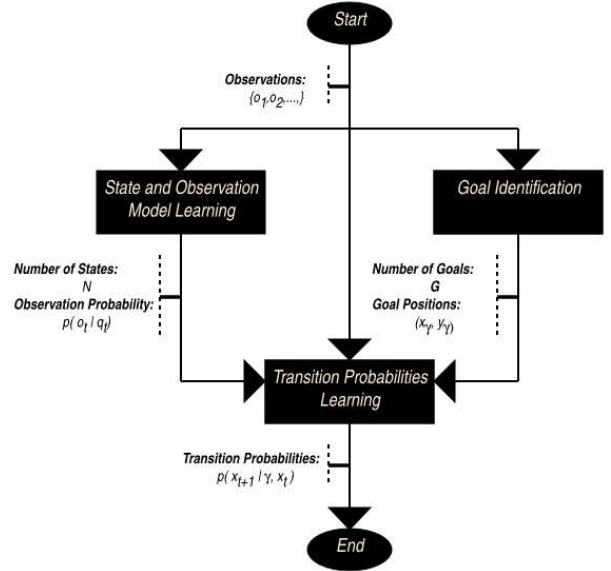 Start
Observations:
{o1,o2,...,}
State and Observation
Model Learning
Goal Identification
Number of States:
N
Observation Probability:
p( ot | qt)
Number of Goals:
G
Goal Positions:
(xγ, yγ)
Transition Probabilities
Learning
Transition Probabilities:
p( xt+1 | γ, xt )
End